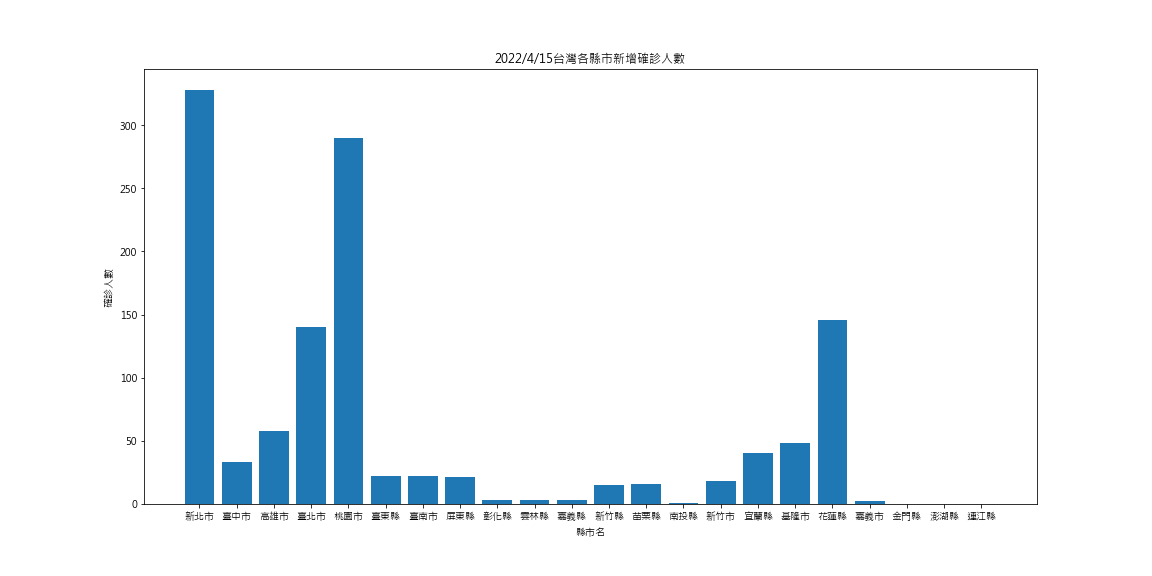 2022/4/15台灣各縣市新增確診人數
確診人數
300
250
200
150
100
50
0
新北市 臺中市 高雄市 臺北市 桃園市 臺東縣 臺南市 屏東縣 彰化縣 雲林縣 嘉義縣 新竹縣 苗栗縣 南投縣 新竹市 宜蘭縣 基隆市 花蓮縣 嘉義市 金門縣 澎湖縣 連江縣
縣市名